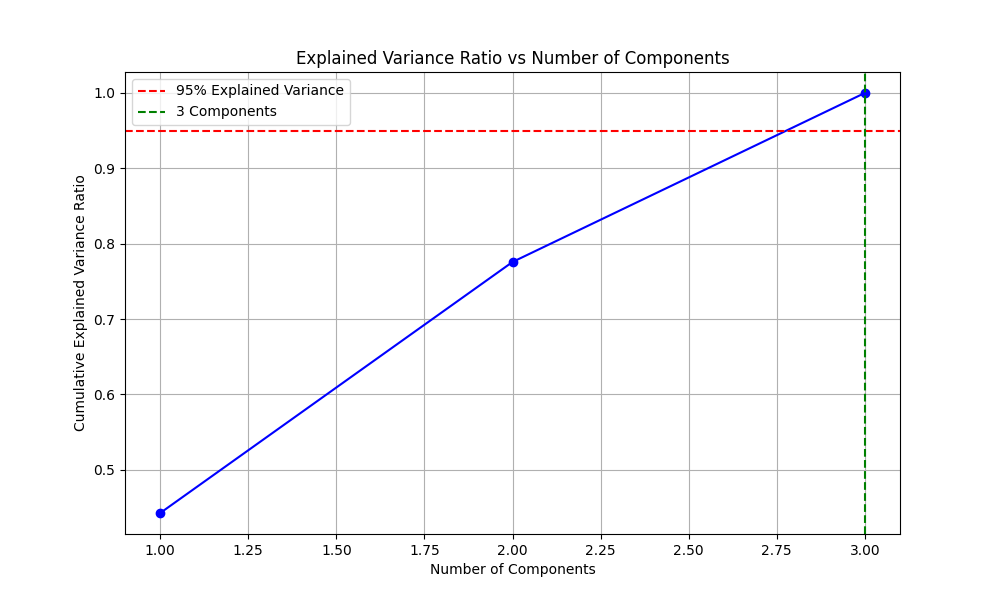 Explained Variance Ratio vs Number of Components
95% Explained Variance
3 Components
Cumulative Explained Variance Ratio
1.0
0.9
0.8
0.7
0.6
0.5
1.00 1.25 1.50 1.75 2.00 2.25 2.50 2.75 3.00
Number of Components